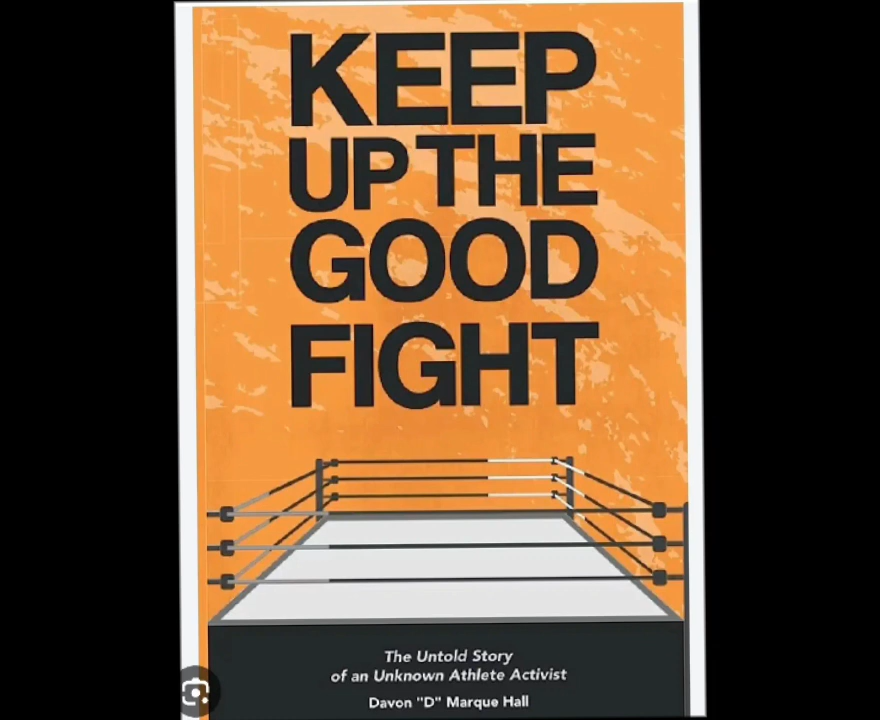 KEEP
UP THE
GOOD
FIGHT
The Untold Story
of an Unknown Athlete Activist
Davon "D" Marque Hall